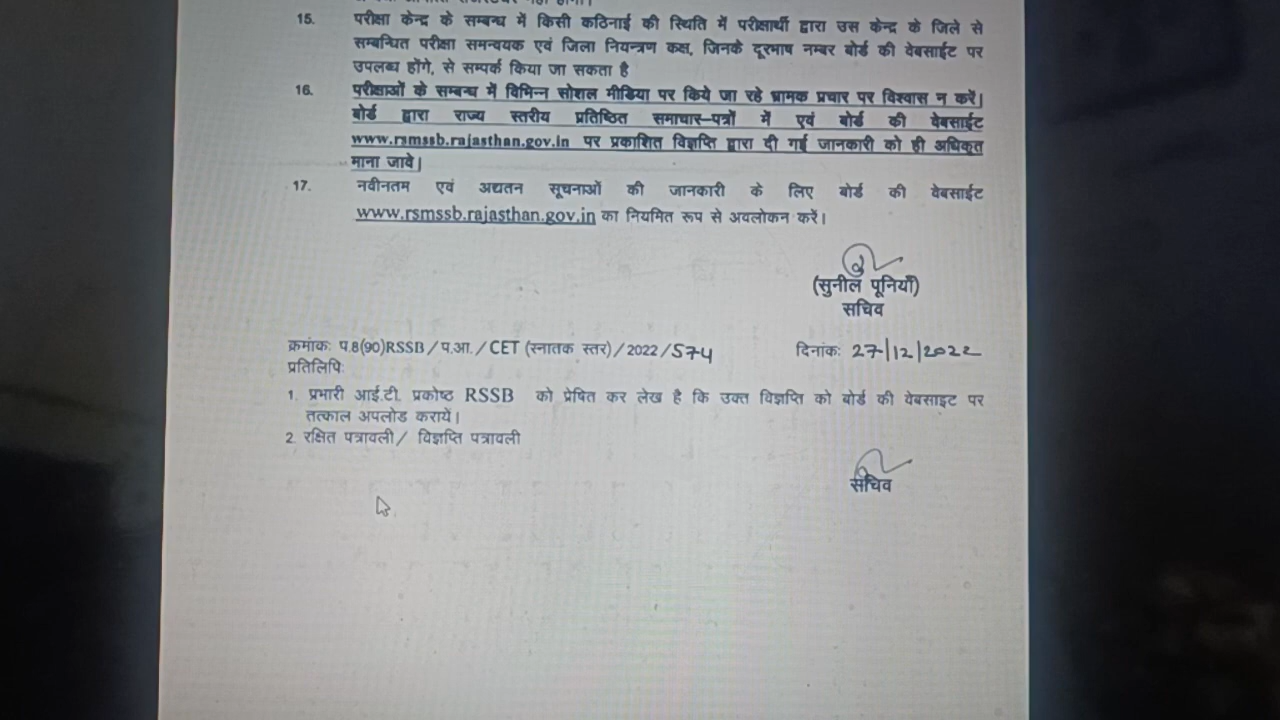 15. परीक्षा केन्द्र के सम्बन्ध में किसी कठिनाई की स्थिति में परीक्षार्थी द्वारा उस केन्द्र के जिले से
सम्बन्धित परीक्षा समन्वयक एवं जिला नियन्त्रण कक्ष, जिनके दूरभाष नम्बर बोर्ड की वेबसाईट पर
उपलब्ध होंगे, से सम्पर्क किया जा सकता है
16. परीक्षाओं के सम्बन्ध में विभिन्न सोशल मीडिया पर किये जा रहे भ्रामक प्रचार पर विश्वास न करें।
बोर्ड द्वारा राज्य स्तरीय प्रतिष्ठित समाचार-पत्रों में एवं बोर्ड की वेबसाईट
www.rsmssb.rajasthan.gov.in पर प्रकाशित विज्ञप्ति द्वारा दी गई जानकारी को ही अधिकृत
माना जावे।
17. नवीनतम एवं अद्यतन सूचनाओं की जानकारी के लिए बोर्ड की वेबसाईट
www.rsmssb.rajasthan.gov.in का नियमित रूप से अवलोकन करें।
(सुनील पूनियाँ)
सचिव
क्रमांकः प.8(90)RSSB/प.आ./CET (स्नातक स्तर)/2022/574 दिनांकः 27/12/2022
प्रतिलिपिः
1. प्रभारी आई.टी. प्रकोष्ठ RSSB को प्रेषित कर लेख है कि उक्त विज्ञप्ति को बोर्ड की वेबसाइट पर
तत्काल अपलोड करायें।
2. रक्षित पत्रावली/ विज्ञप्ति पत्रावली
सचिव